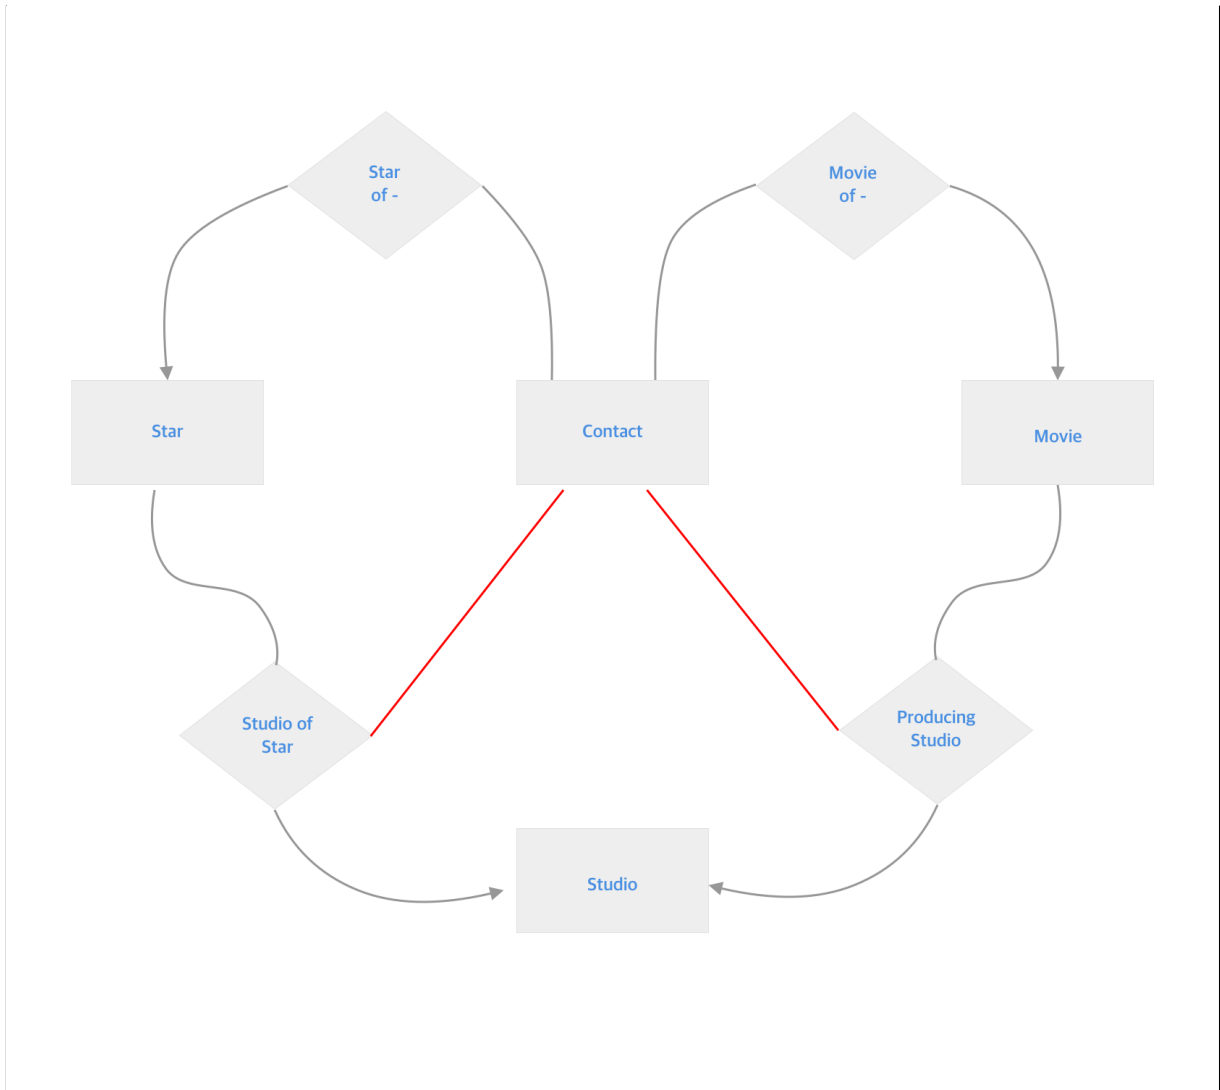 Star
of -
Movie
of -
Star
Contact
Movie
Studio of
Star
Producing
Studio
Studio